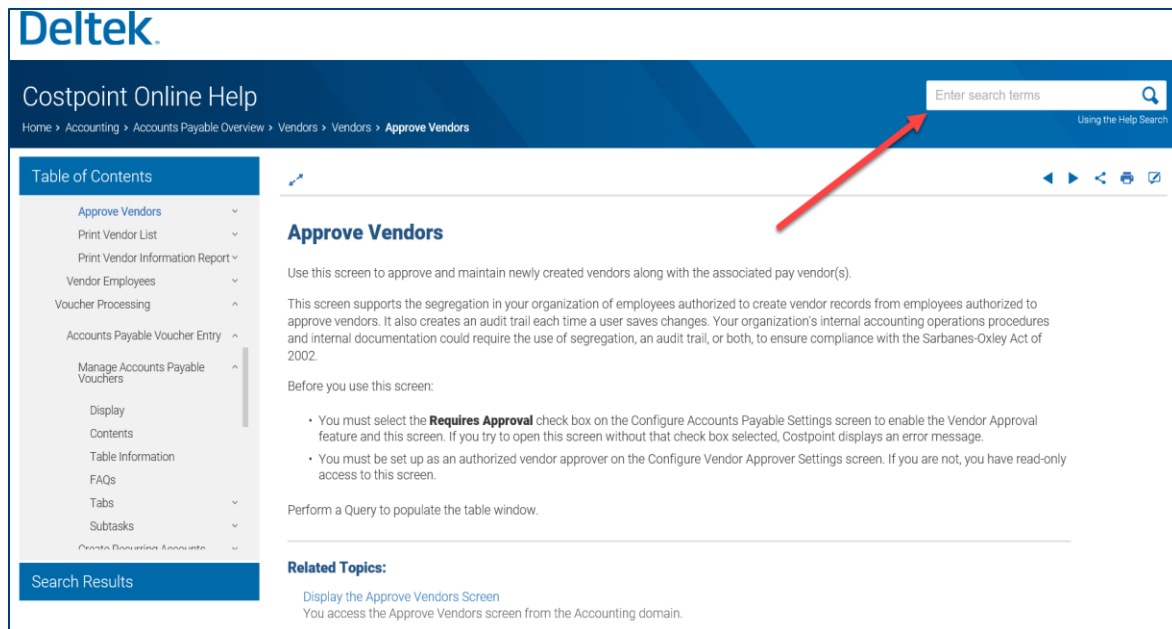 Deltek
Costpoint Online Help
Enter search terms
Home > Accounting > Accounts Payable Overview > Vendors > Vendors > Approve Vendors
Using the Help Search
Table of Contents
Approve Vendors
Print Vendor List
Print Vendor Information Report
Vendor Employees
Voucher Processing
Accounts Payable Voucher Entry
Manage Accounts Payable
Vouchers
Display
Contents
Table Information
FAQs
Tabs
Subtasks
Create Recurring Accounts
Search Results
Approve Vendors
Use this screen to approve and maintain newly created vendors along with the associated pay vendor(s).
This screen supports the segregation in your organization of employees authorized to create vendor records from employees authorized to
approve vendors. It also creates an audit trail each time a user saves changes. Your organization's internal accounting operations procedures
and internal documentation could require the use of segregation, an audit trail, or both, to ensure compliance with the Sarbanes-Oxley Act of
2002.
Before you use this screen:
• You must select the Requires Approval check box on the Configure Accounts Payable Settings screen to enable the Vendor Approval
feature and this screen. If you try to open this screen without that check box selected, Costpoint displays an error message.
• You must be set up as an authorized vendor approver on the Configure Vendor Approver Settings screen. If you are not, you have read-only
access to this screen.
Perform a Query to populate the table window.
Related Topics:
Display the Approve Vendors Screen
You access the Approve Vendors screen from the Accounting domain.